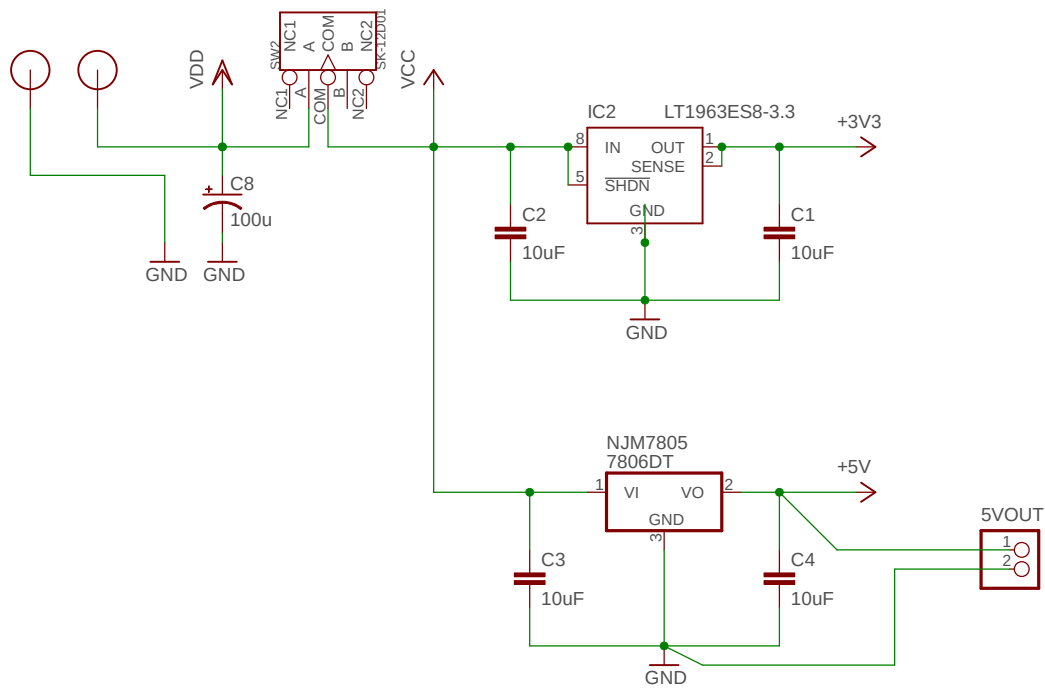 SW2
NC1
A
COM
B
NC2
SK-12D01
NC1
A
COM
B
NC2
VDD
VCC
C8
100u
+
GND
GND
IC2
LT1963ES8-3.3
8
IN
OUT
1
SENSE
2
5
SHDN
GND
3
+3V3
C2
10uF
C1
10uF
GND
NJM7805
7806DT
1
VI
VO
2
GND
3
+5V
5VOUT
1
2
C3
10uF
C4
10uF
GND